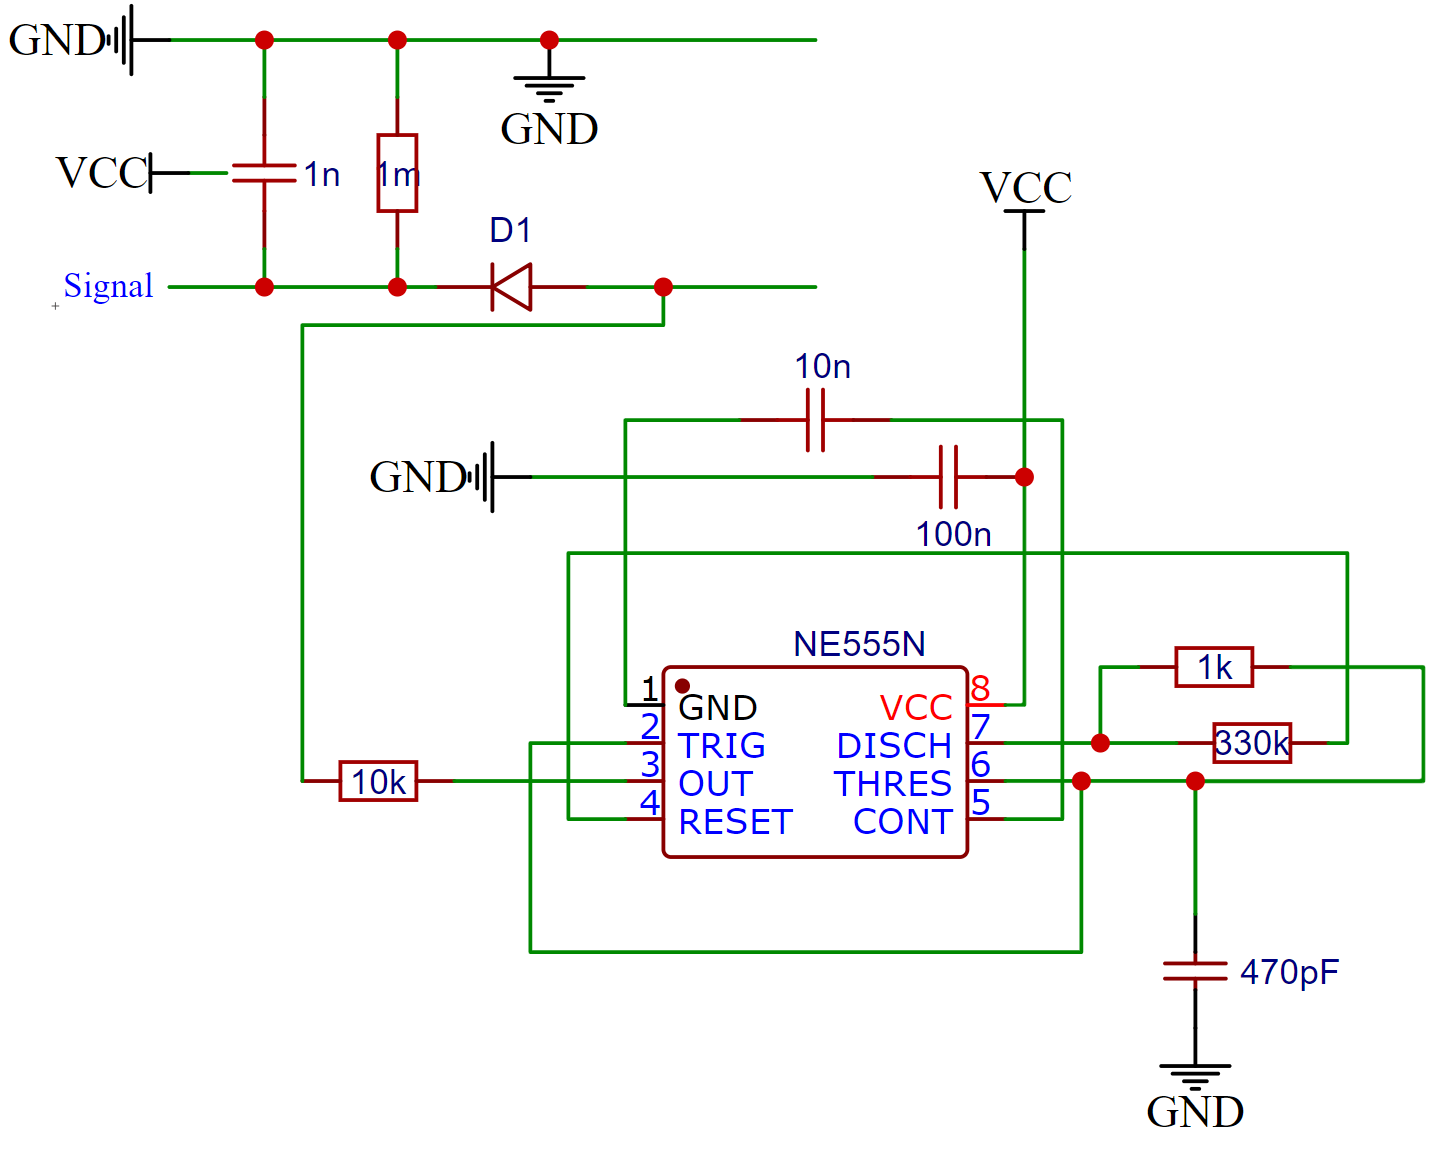 GND
GND
VCC
1n
1m
VCC
D1
Signal
10n
GND
100n
NE555N
1
GND
VCC
8
2
TRIG
DISCH
7
3
OUT
THRES
6
4
RESET
CONT
5
1k
330k
10k
470pF
GND